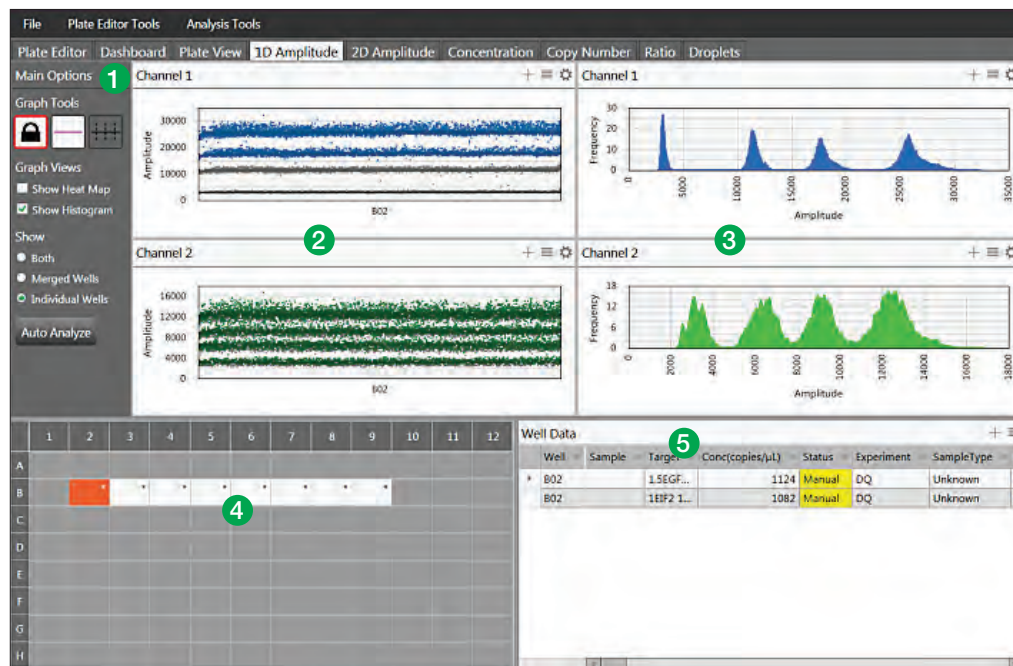 File Plate Editor Tools Analysis Tools
Plate Editor Dashboard Plate View 1D Amplitude 2D Amplitude Concentration Copy Number Ratio Droplets
Main Options
1
Graph Tools
Graph Views
Show Heat Map
Show Histogram
Show
Both
Merged Wells
Individual Wells
Auto Analyze
Channel 1
Amplitude
30000
20000
10000
0
B02
2
Channel 1
Frequency
30
20
10
0
0 5000 10000 15000 20000 25000 30000 35000
Amplitude
3
Channel 2
Amplitude
16000
12000
8000
4000
0
B02
Channel 2
Frequency
18
12
6
0
0 2000 4000 6000 8000 10000 12000 14000 16000 18000
Amplitude
1 2 3 4 5 6 7 8 9 10 11 12
A
B * * * * * * * *
4
C
D
E
F
G
H
Well Data
5
Well Sample Target Conc(copies/µL) Status Experiment SampleType
B02 1.5EGF... 1124 Manual DQ Unknown
B02 1EIF2 1... 1082 Manual DQ Unknown